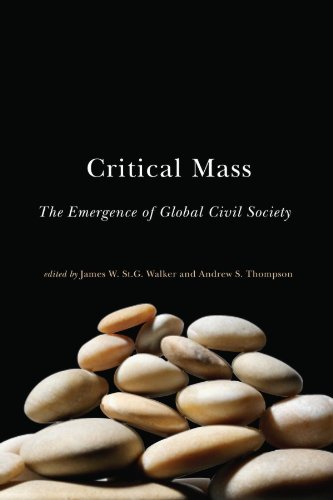 Critical Mass
The Emergence of Global Civil Society
edited by James W. St.G. Walker and Andrew S. Thompson